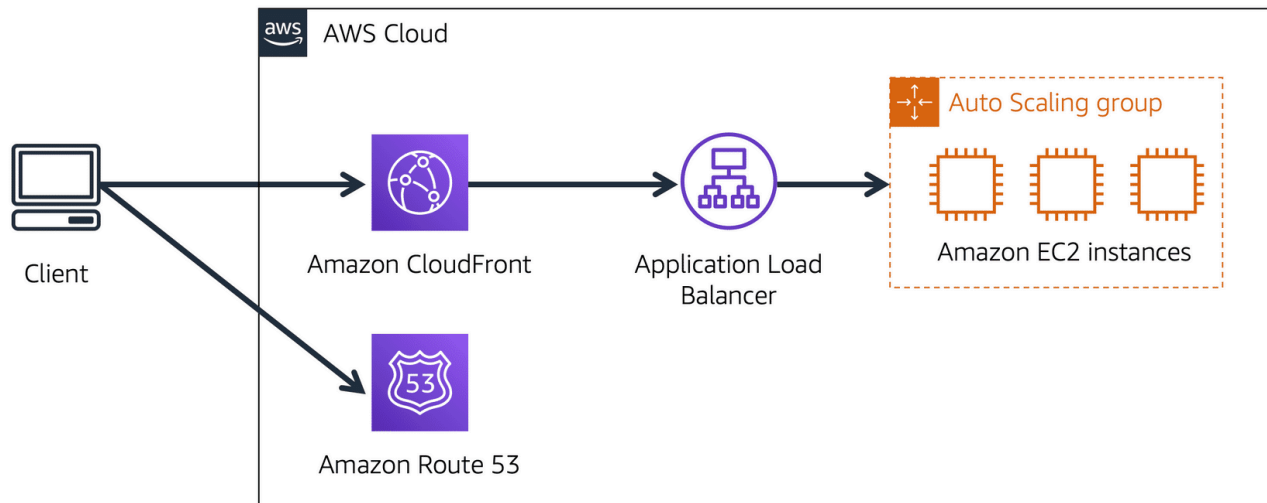 aws
AWS Cloud
Auto Scaling group
Amazon EC2 instances
Client
Amazon CloudFront
Application Load
Balancer
53
Amazon Route 53